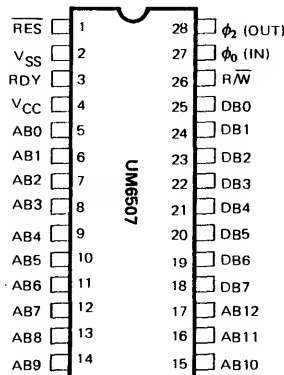 R̅E̅S̅ 1 28 ϕ2 (OUT)
VSS 2 27 ϕ0 (IN)
RDY 3 26 R/W̅
VCC 4 25 DB0
AB0 5 24 DB1
AB1 6 23 DB2
AB2 7 22 DB3
AB3 8 21 DB4
AB4 9 20 DB5
AB5 10 19 DB6
AB6 11 18 DB7
AB7 12 17 AB12
AB8 13 16 AB11
AB9 14 15 AB10
UM6507